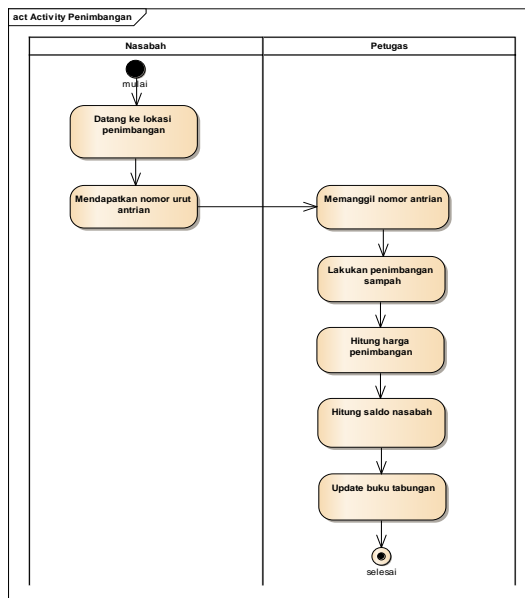 act Activity Penimbangan
Nasabah
Petugas
mulai
Datang ke lokasi
penimbangan
Mendapatkan nomor urut
antrian
Memanggil nomor antrian
Lakukan penimbangan
sampah
Hitung harga
penimbangan
Hitung saldo nasabah
Update buku tabungan
selesai